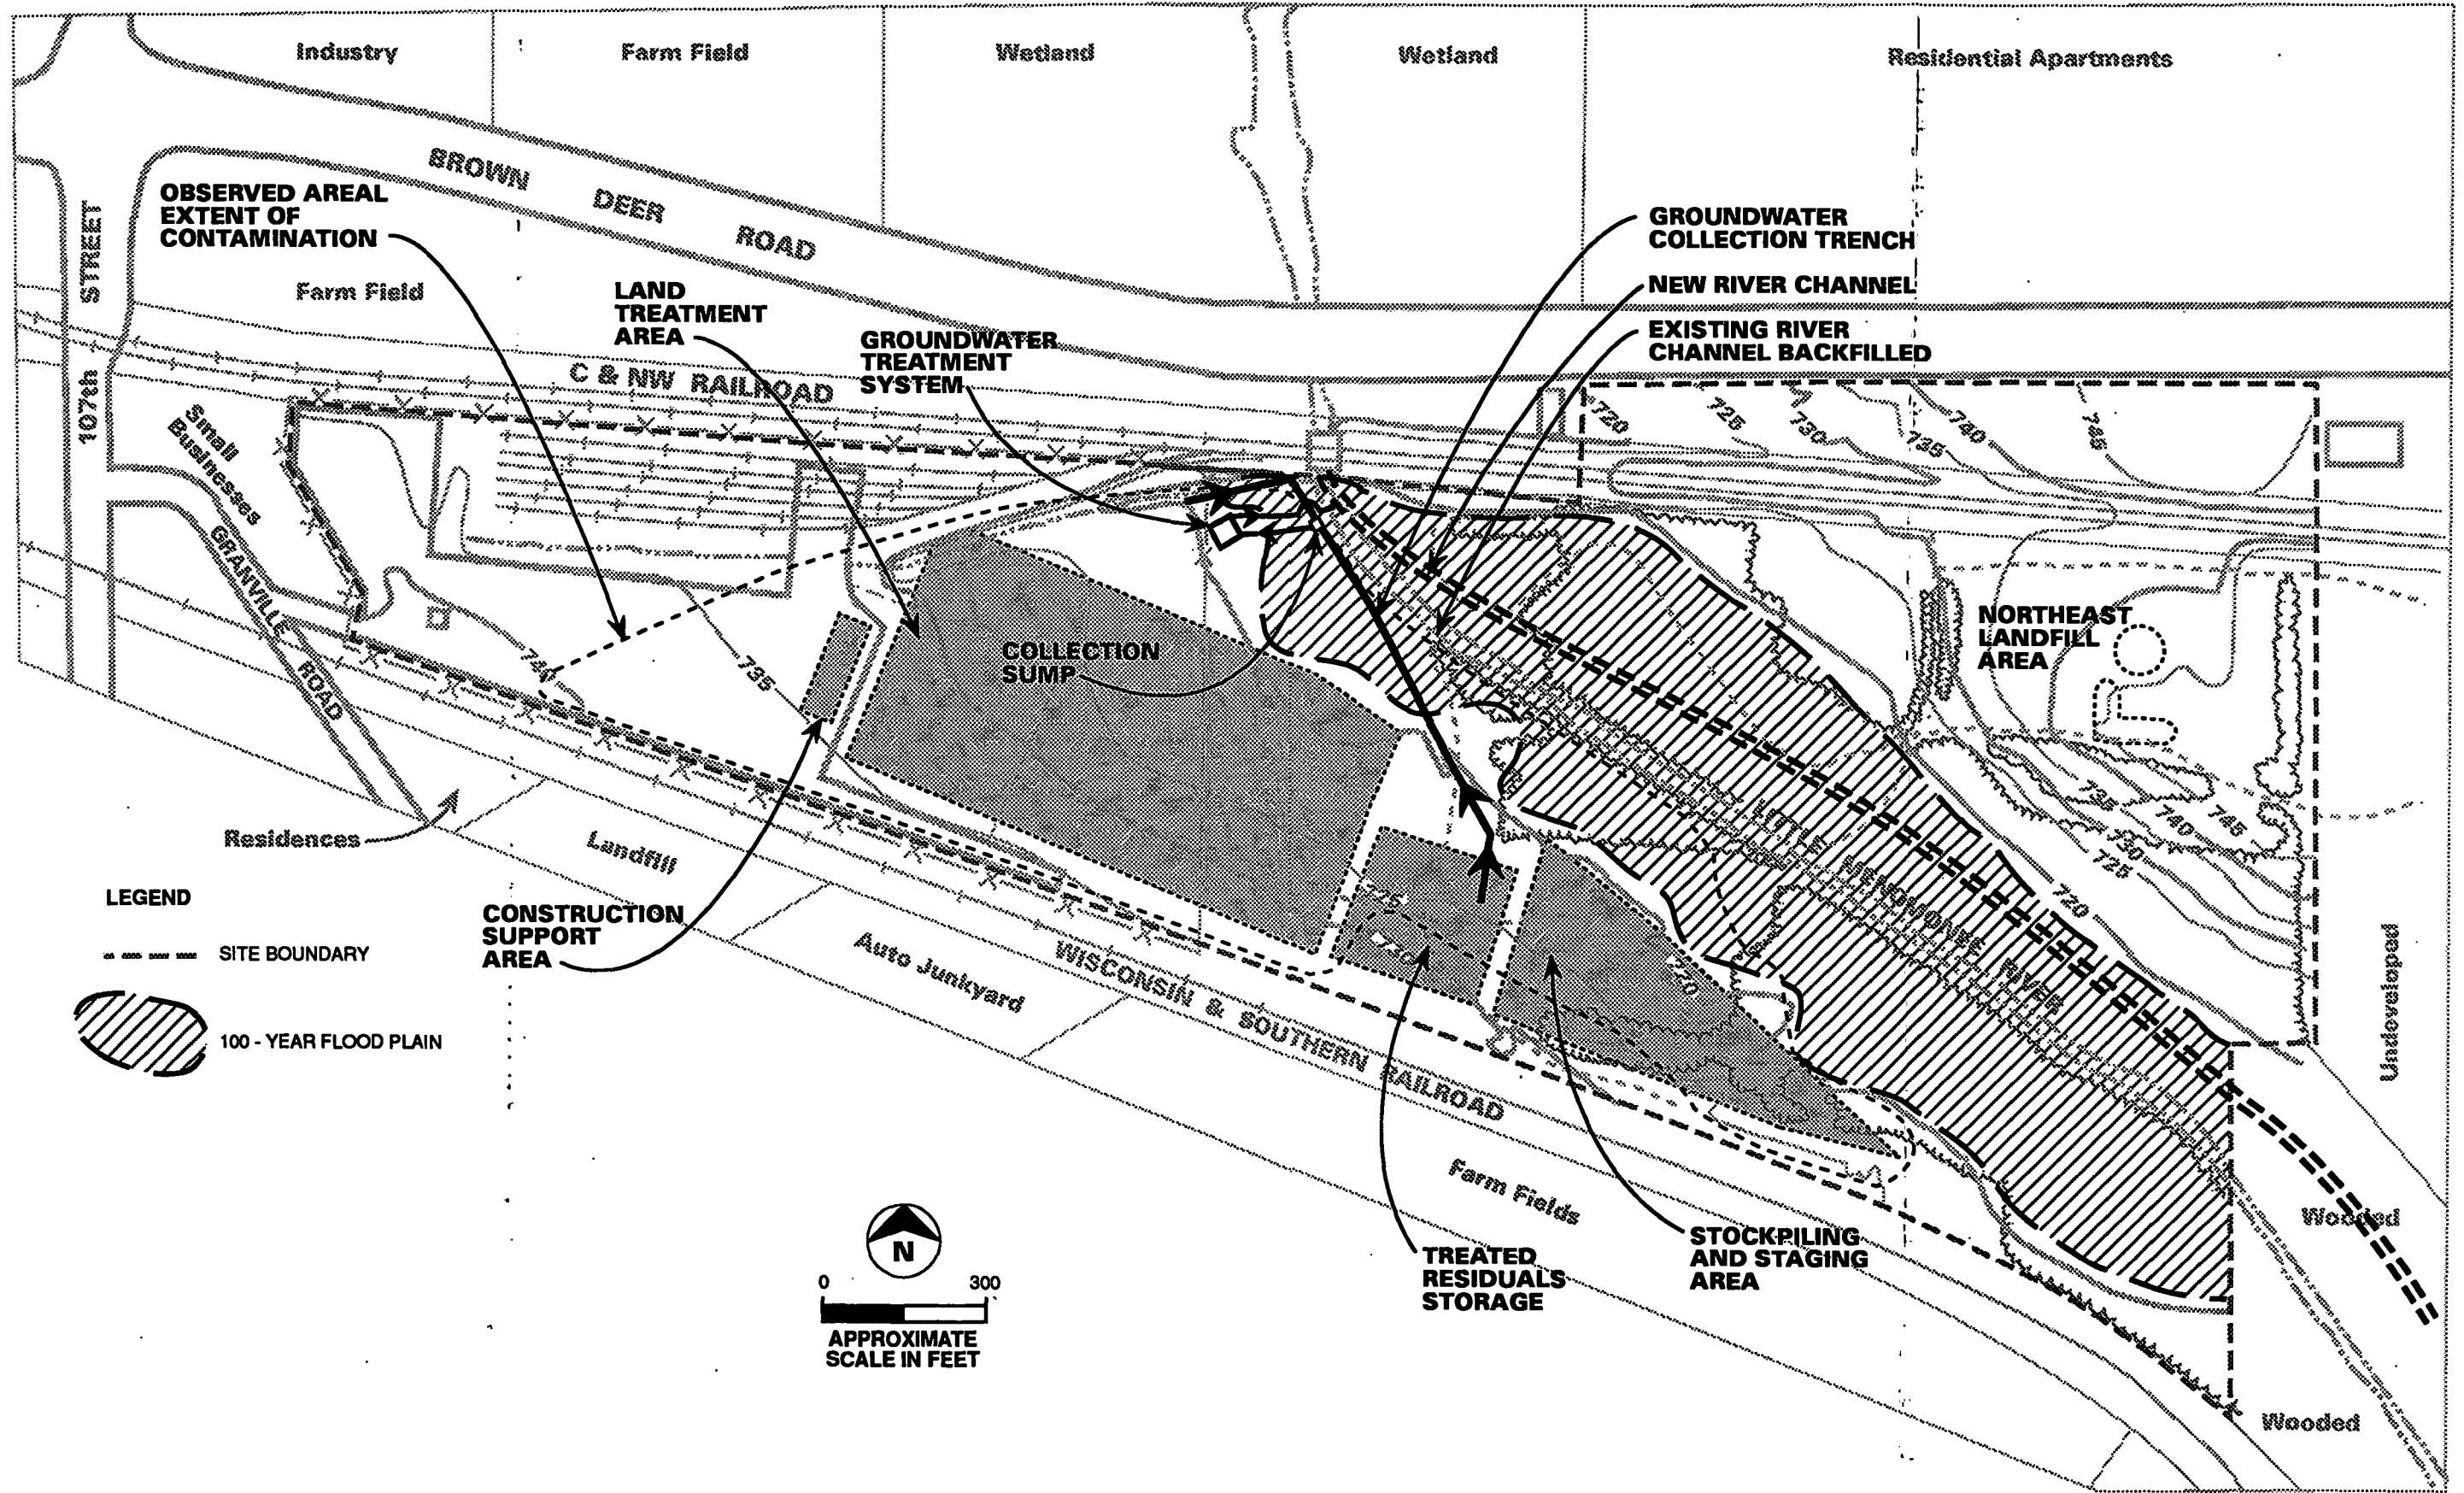 Industry
Farm Field
Wetland
Wetland
Residential Apartments
BROWN DEER ROAD
OBSERVED AREAL
EXTENT OF
CONTAMINATION
107th STREET
Farm Field
LAND
TREATMENT
AREA
GROUNDWATER
TREATMENT
SYSTEM
GROUNDWATER
COLLECTION TRENCH
NEW RIVER CHANNEL
EXISTING RIVER
CHANNEL BACKFILLED
C & NW RAILROAD
Small
Businesses
720
725
730
735
740
745
GRANVILLE ROAD
740
735
COLLECTION
SUMP
NORTHEAST
LANDFILL
AREA
735
740
745
730
725
720
LITTLE MENOMONEE RIVER
Residences
Landfill
LEGEND
SITE BOUNDARY
100 - YEAR FLOOD PLAIN
CONSTRUCTION
SUPPORT
AREA
Auto Junkyard
WISCONSIN & SOUTHERN RAILROAD
725
730
720
Undeveloped
Farm Fields
TREATED
RESIDUALS
STORAGE
STOCKPILING
AND STAGING
AREA
Wooded
Wooded
N
0 300
APPROXIMATE
SCALE IN FEET